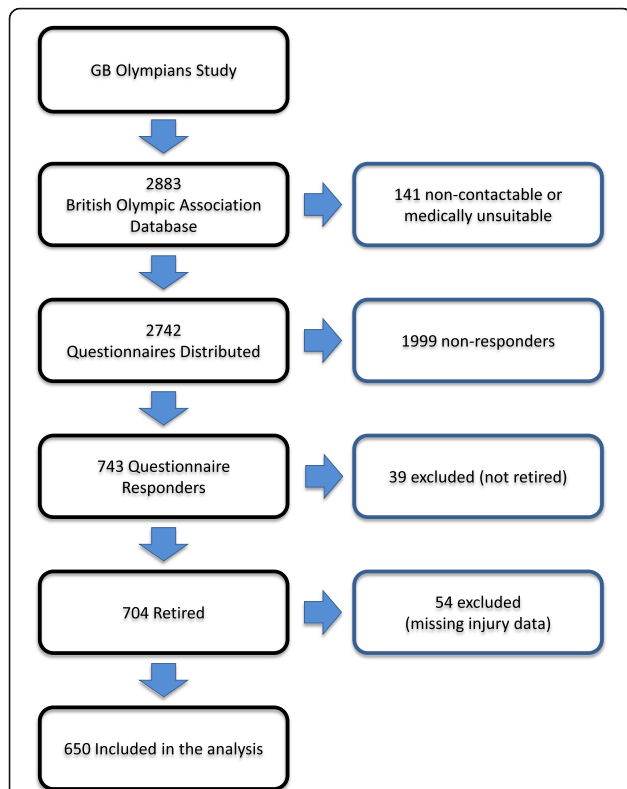 GB Olympians Study
2883
British Olympic Association
Database
141 non-contactable or
medically unsuitable
2742
Questionnaires Distributed
1999 non-responders
743 Questionnaire
Responders
39 excluded (not retired)
704 Retired
54 excluded
(missing injury data)
650 Included in the analysis